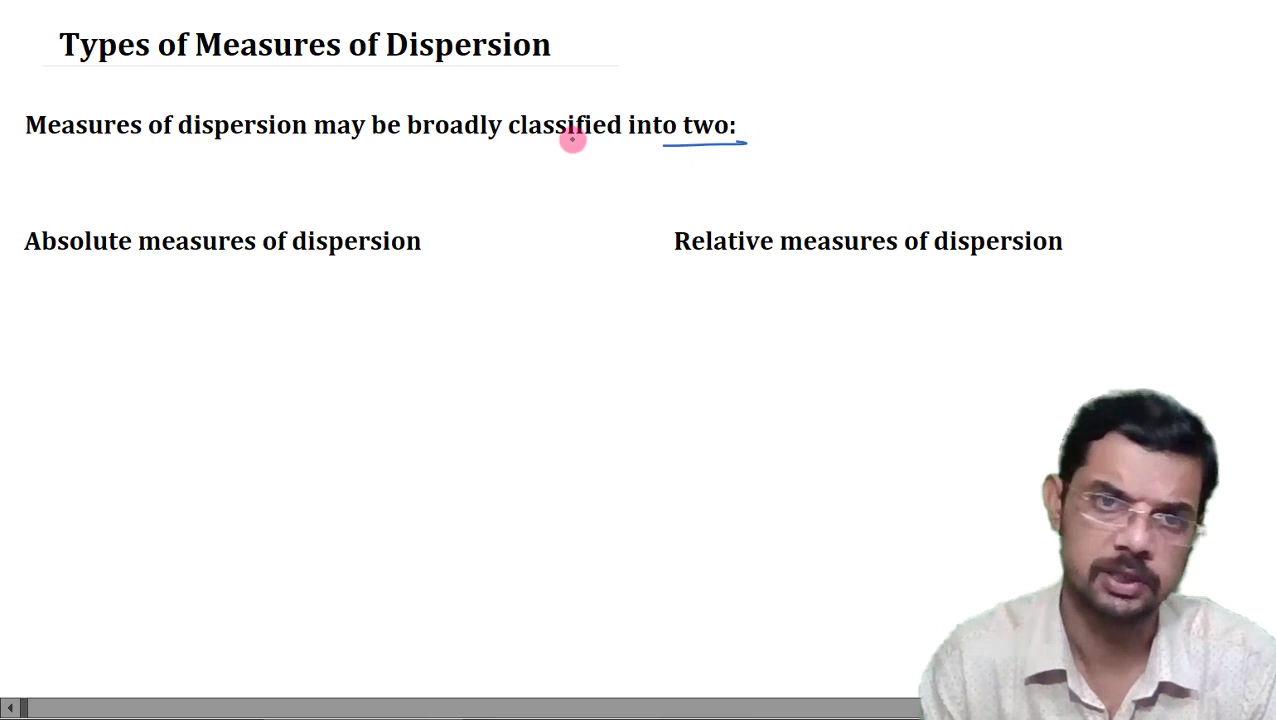 Types of Measures of Dispersion
Measures of dispersion may be broadly classified into two:
Absolute measures of dispersion
Relative measures of dispersion